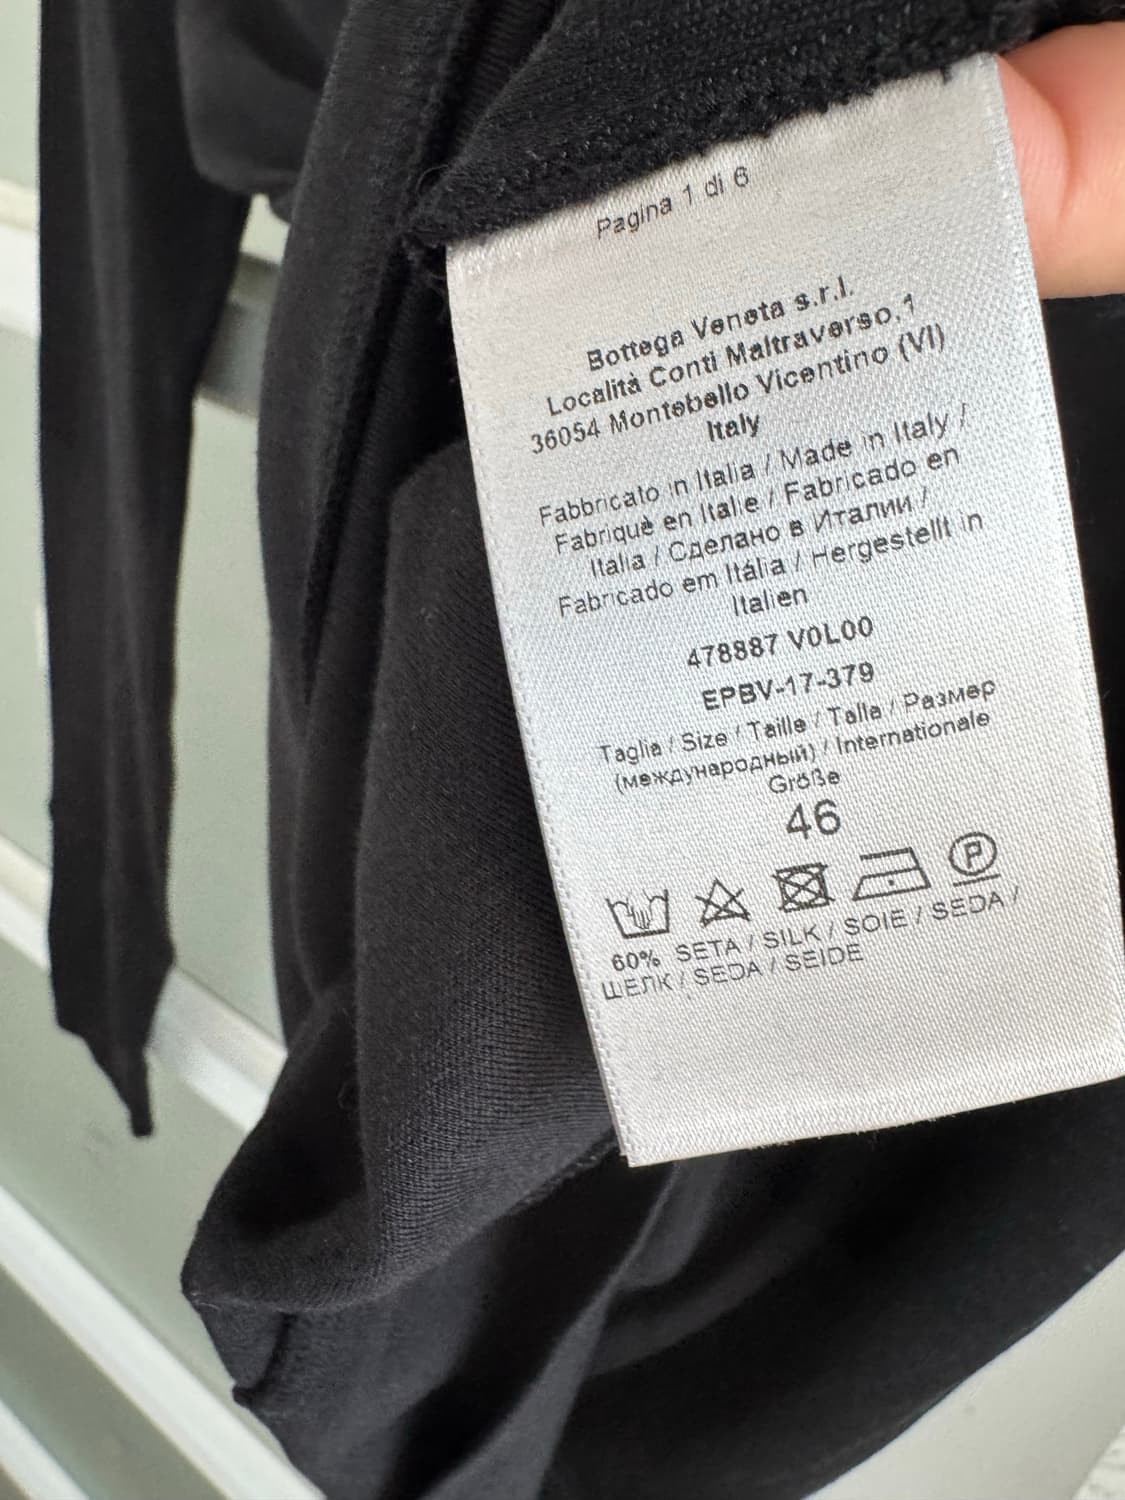 Pagina 1 di 6
Bottega Veneta s.r.l.
Località Conti Maltraverso,1
36054 Montebello Vicentino (VI)
Italy
Fabbricato in Italia / Made in Italy /
Fabriquè en Italie / Fabricado en
Italia / Сделано в Италии /
Fabricado em Itália / Hergestellt in
Italien
478887 V0L00
EPBV-17-379
Taglia / Size / Taille / Talla / Размер
(международный) / Internationale
Größe
46
P
60% SETA / SILK / SOIE / SEDA /
ШЕЛК / SEDA / SEIDE